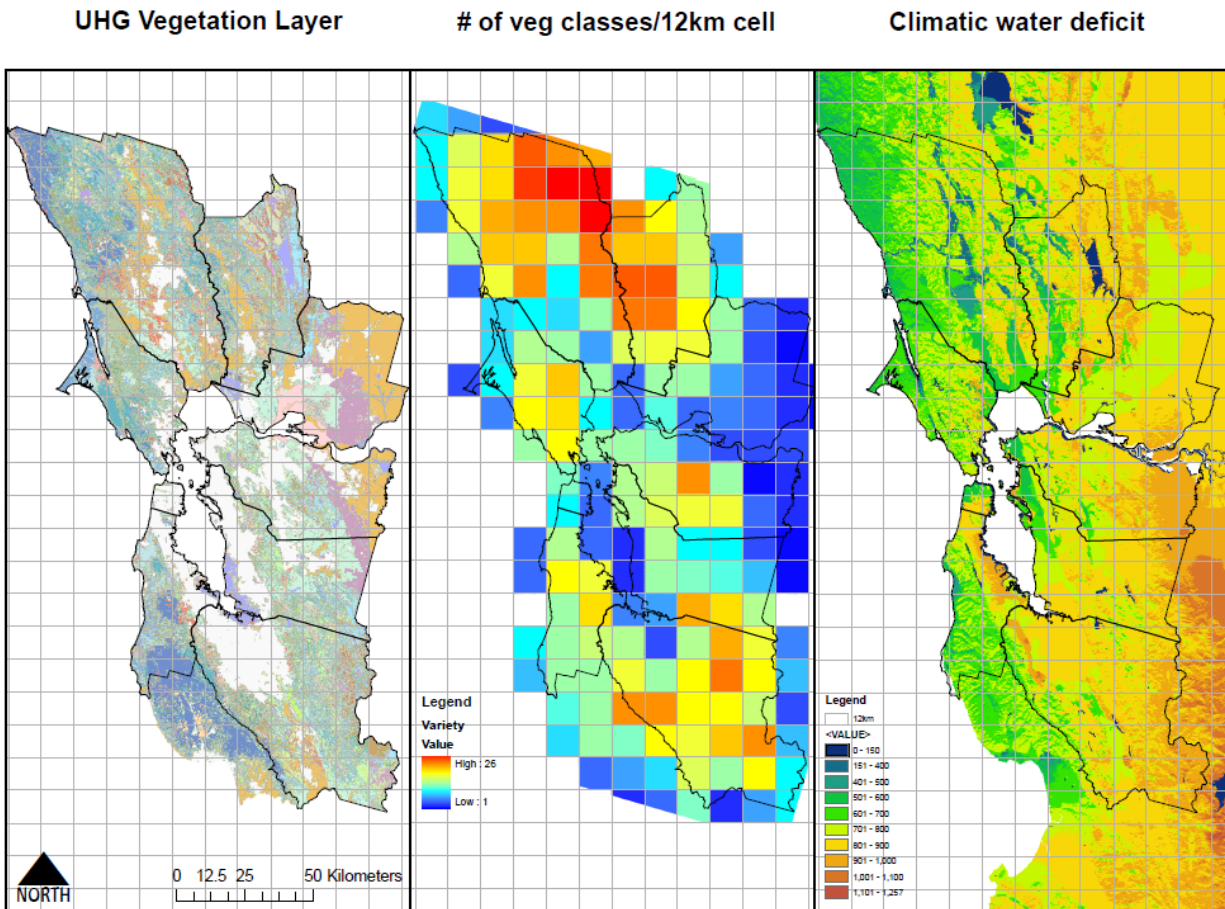 UHG Vegetation Layer
# of veg classes/12km cell
Climatic water deficit
NORTH
0 12.5 25 50 Kilometers
Legend
Variety
Value
High : 26
Low : 1
Legend
12km
<VALUE>
0 - 150
151 - 400
401 - 500
501 - 600
601 - 700
701 - 800
801 - 900
901 - 1,000
1,001 - 1,100
1,101 - 1,257